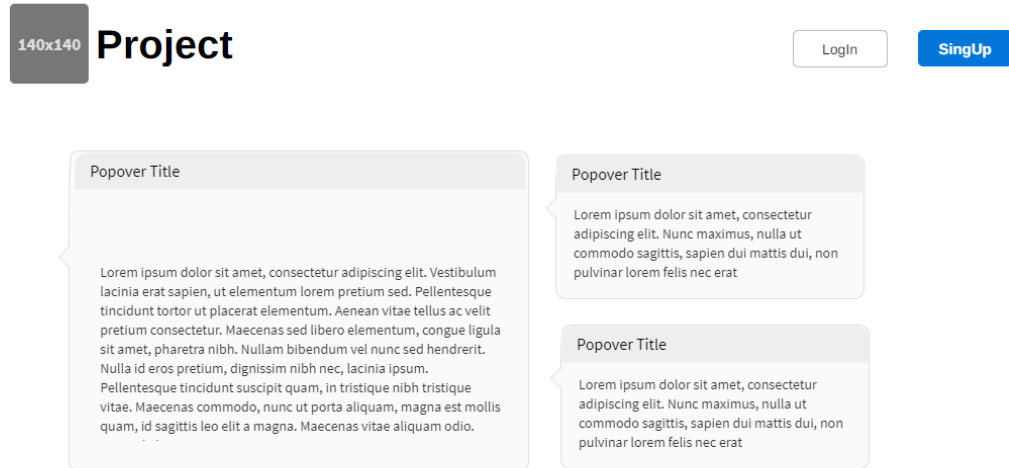 140x140 Project
LogIn
SingUp
Popover Title
Lorem ipsum dolor sit amet, consectetur adipiscing elit. Vestibulum
lacinia erat sapien, ut elementum lorem pretium sed. Pellentesque
tincidunt tortor ut placerat elementum. Aenean vitae tellus ac velit
pretium consectetur. Maecenas sed libero elementum, congue ligula
sit amet, pharetra nibh. Nullam bibendum vel nunc sed hendrerit.
Nulla id eros pretium, dignissim nibh nec, lacinia ipsum.
Pellentesque tincidunt suscipit quam, in tristique nibh tristique
vitae. Maecenas commodo, nunc ut porta aliquam, magna est mollis
quam, id sagittis leo elit a magna. Maecenas vitae aliquam odio.
Popover Title
Lorem ipsum dolor sit amet, consectetur
adipiscing elit. Nunc maximus, nulla ut
commodo sagittis, sapien dui mattis dui, non
pulvinar lorem felis nec erat
Popover Title
Lorem ipsum dolor sit amet, consectetur
adipiscing elit. Nunc maximus, nulla ut
commodo sagittis, sapien dui mattis dui, non
pulvinar lorem felis nec erat